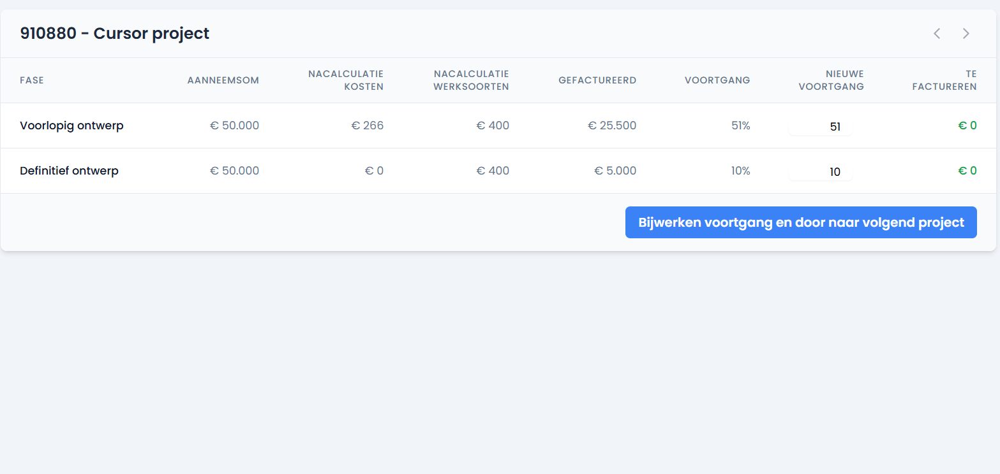 910880 - Cursor project
FASE AANNEEMSOM NACALCULATIE KOSTEN NACALCULATIE WERKSOORTEN GEFACTUREERD VOORTGANG NIEUWE VOORTGANG TE FACTUREREN
Voorlopig ontwerp € 50.000 € 266 € 400 € 25.500 51% 51 € 0
Definitief ontwerp € 50.000 € 0 € 400 € 5.000 10% 10 € 0
Bijwerken voortgang en door naar volgend project